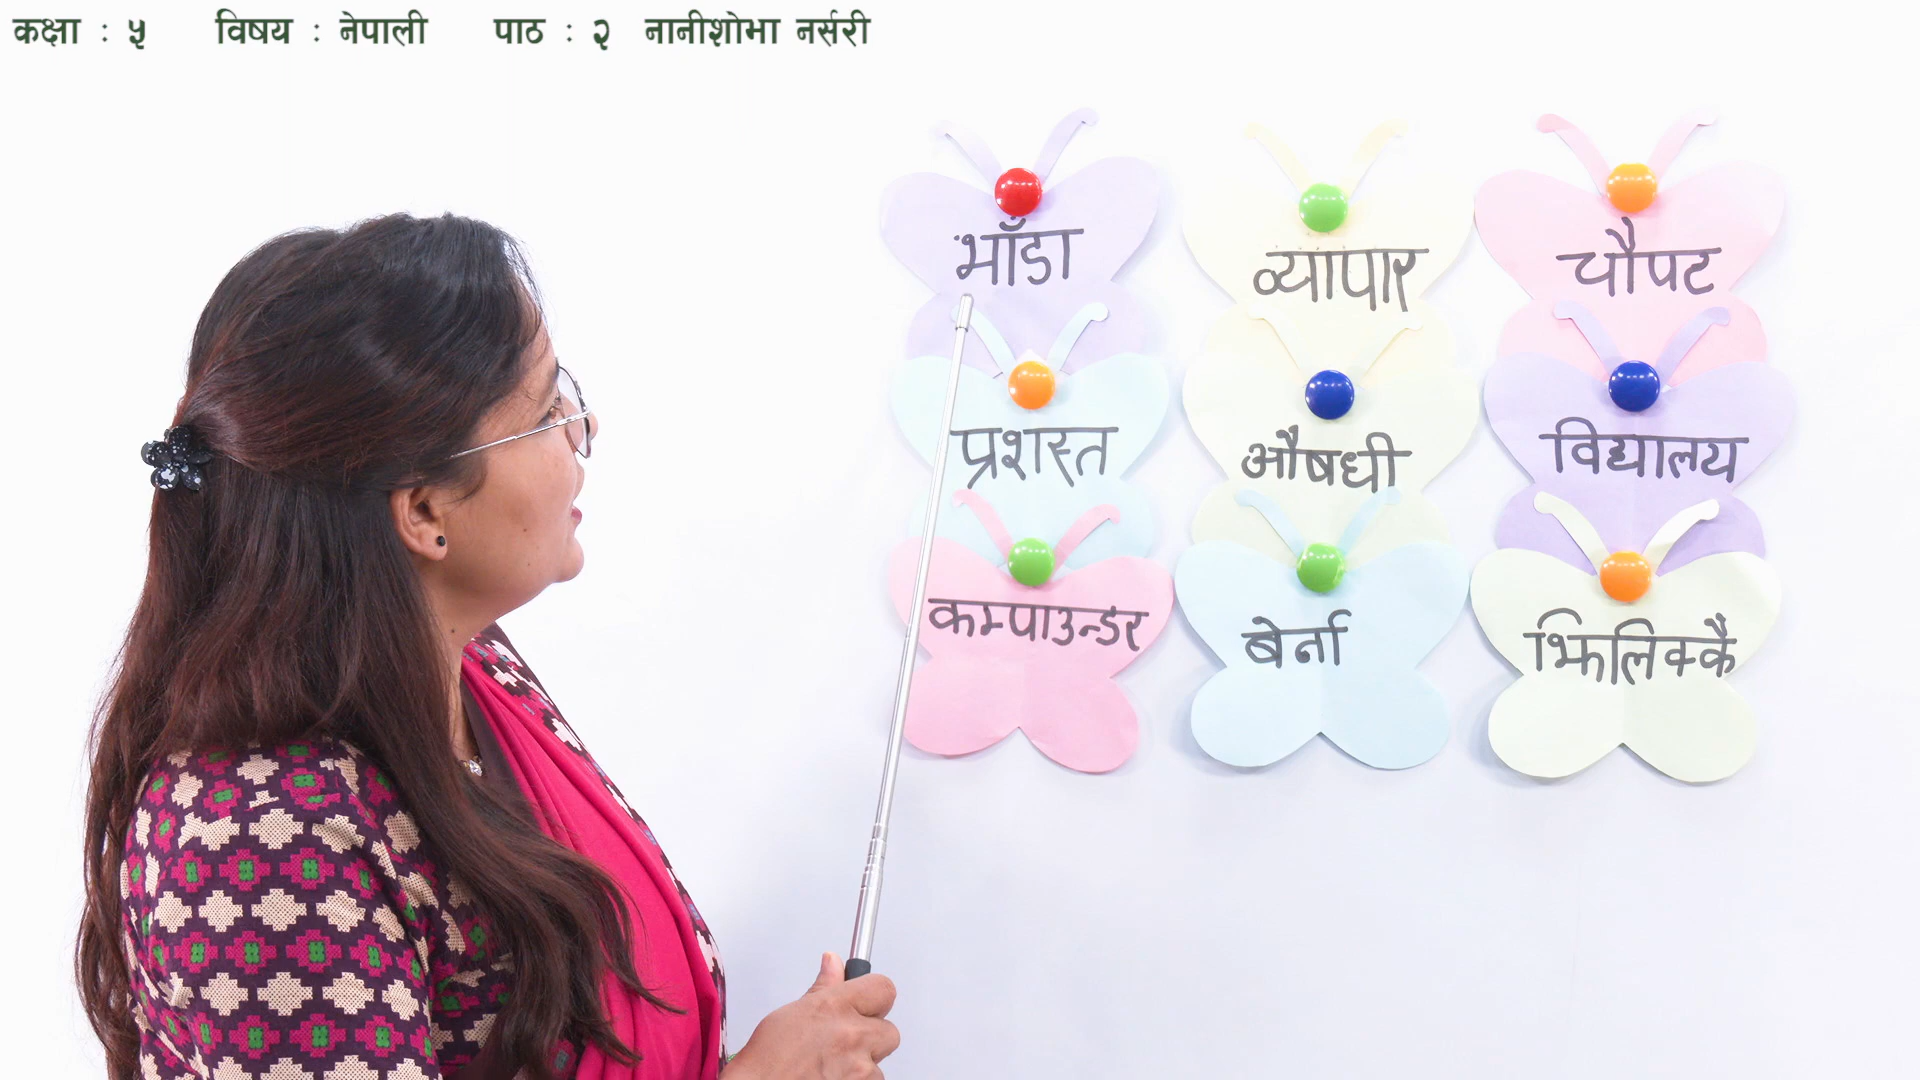 कक्षा : ५ विषय : नेपाली पाठ : २ नानीशोभा नर्सरी
भाँडा व्यापार चौपट
प्रशस्त औषधी विद्यालय
कम्पाउन्डर बेर्ना झिलिक्कै